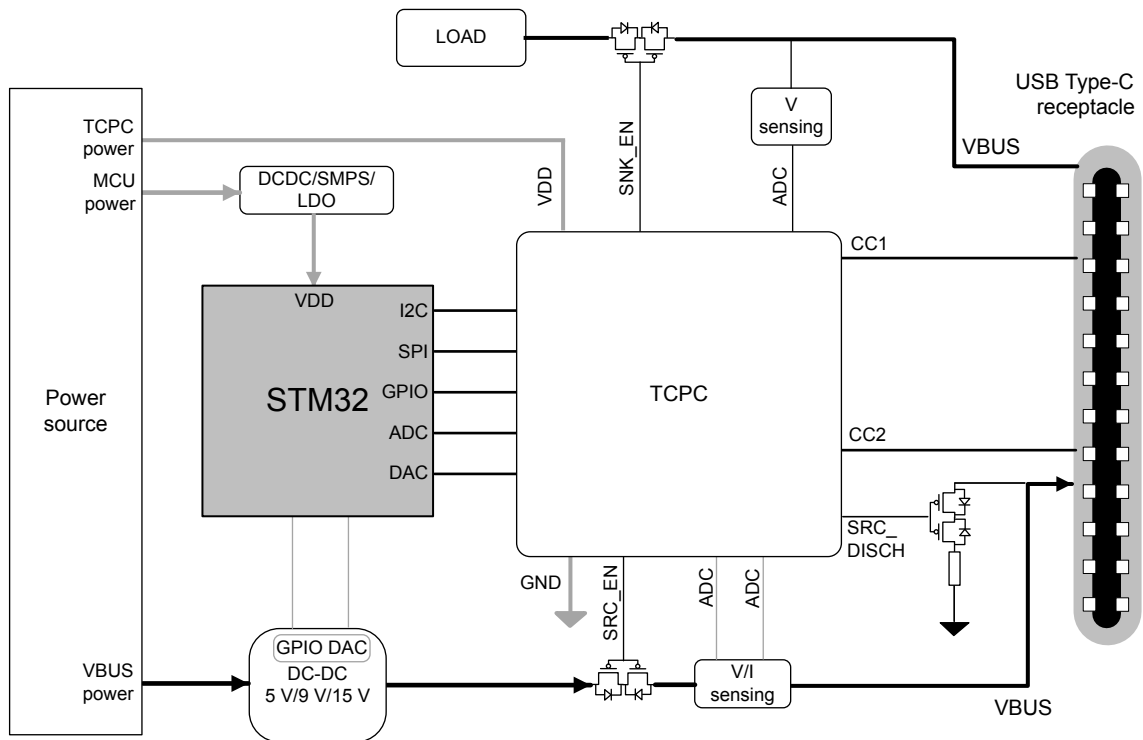 LOAD
USB Type-C
receptacle
V
sensing
TCPC
power
MCU
power
DCDC/SMPS/
LDO
VDD
SNK_EN
ADC
VBUS
CC1
VDD
I2C
SPI
GPIO
ADC
DAC
STM32
TCPC
Power
source
CC2
SRC_
DISCH
GND
SRC_EN
ADC
ADC
GPIO DAC
DC-DC
5 V/9 V/15 V
VBUS
power
V/I
sensing
VBUS